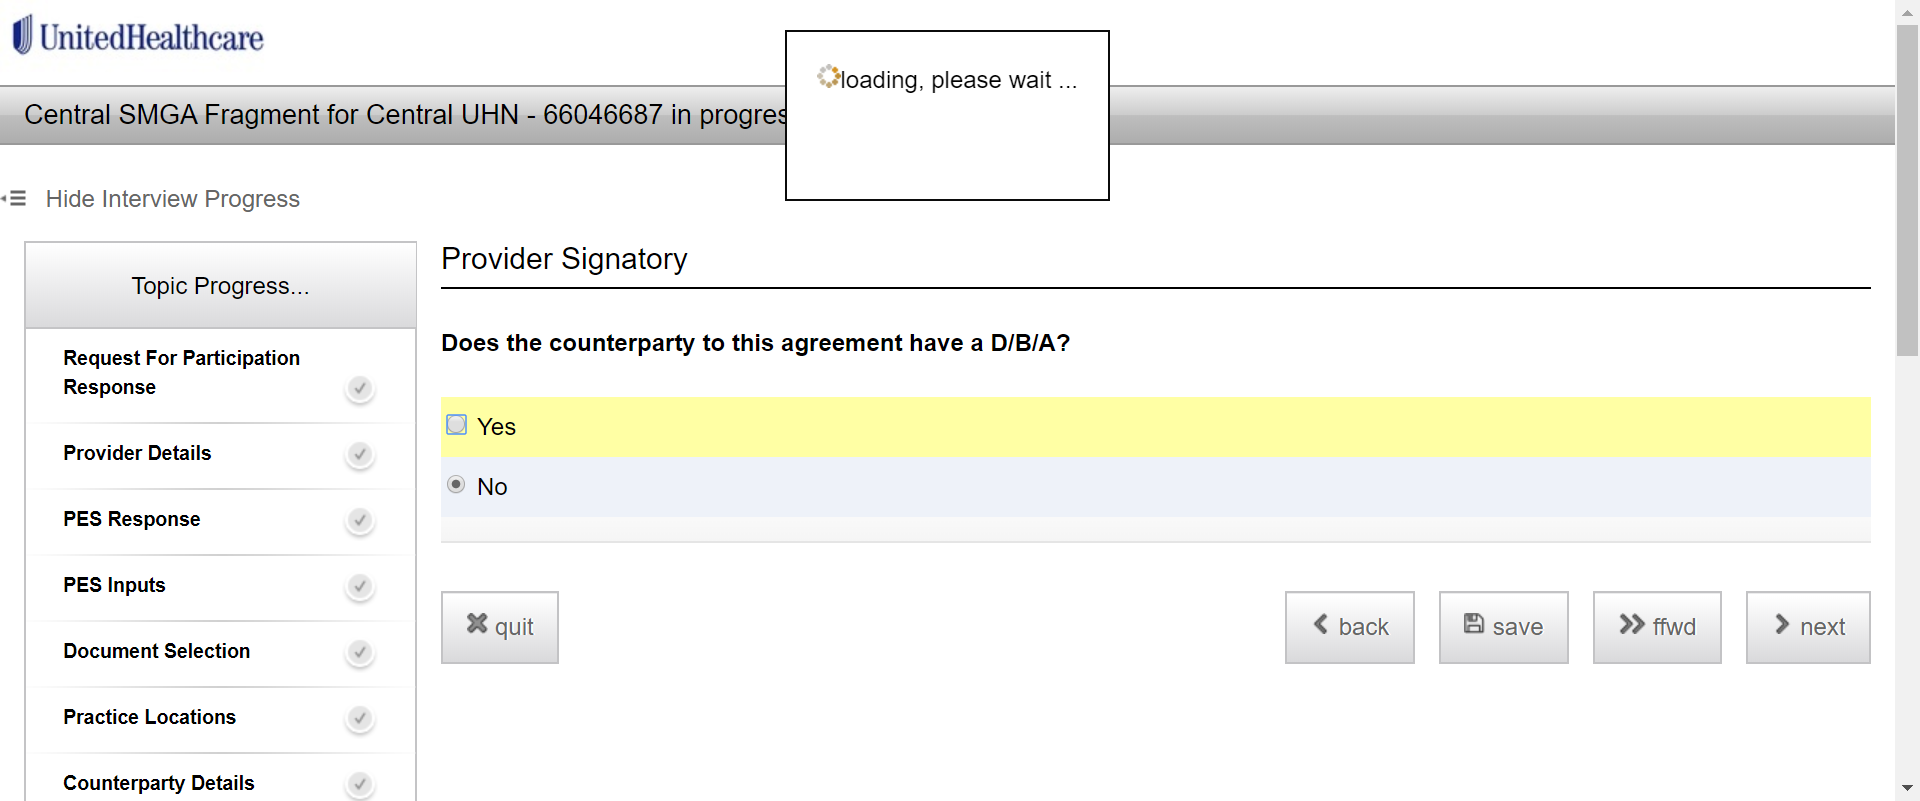 UnitedHealthcare
loading, please wait ...
Central SMGA Fragment for Central UHN - 66046687 in progres
Hide Interview Progress
Topic Progress...
Request For Participation
Response
Provider Details
PES Response
PES Inputs
Document Selection
Practice Locations
Counterparty Details
Provider Signatory
Does the counterparty to this agreement have a D/B/A?
Yes
No
quit
back
save
ffwd
next